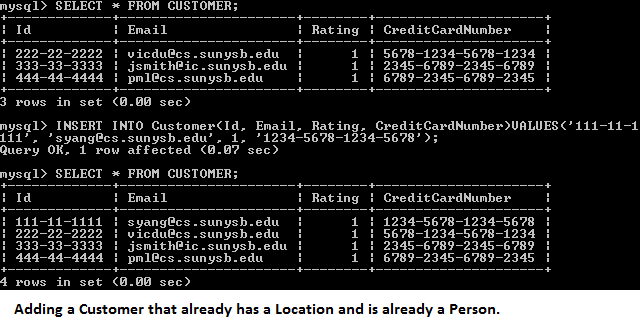 mysql> SELECT * FROM CUSTOMER;
+-------------+----------------------+--------+---------------------+
| Id | Email | Rating | CreditCardNumber |
+-------------+----------------------+--------+---------------------+
| 222-22-2222 | vicdu@cs.sunysb.edu | 1 | 5678-1234-5678-1234 |
| 333-33-3333 | jsmith@ic.sunysb.edu | 1 | 2345-6789-2345-6789 |
| 444-44-4444 | pml@cs.sunysb.edu | 1 | 6789-2345-6789-2345 |
+-------------+----------------------+--------+---------------------+
3 rows in set (0.00 sec)
mysql> INSERT INTO Customer(Id, Email, Rating, CreditCardNumber)VALUES('111-11-1
111', 'syang@cs.sunysb.edu', 1, '1234-5678-1234-5678');
Query OK, 1 row affected (0.07 sec)
mysql> SELECT * FROM CUSTOMER;
+-------------+----------------------+--------+---------------------+
| Id | Email | Rating | CreditCardNumber |
+-------------+----------------------+--------+---------------------+
| 111-11-1111 | syang@cs.sunysb.edu | 1 | 1234-5678-1234-5678 |
| 222-22-2222 | vicdu@cs.sunysb.edu | 1 | 5678-1234-5678-1234 |
| 333-33-3333 | jsmith@ic.sunysb.edu | 1 | 2345-6789-2345-6789 |
| 444-44-4444 | pml@cs.sunysb.edu | 1 | 6789-2345-6789-2345 |
+-------------+----------------------+--------+---------------------+
4 rows in set (0.00 sec)
Adding a Customer that already has a Location and is already a Person.